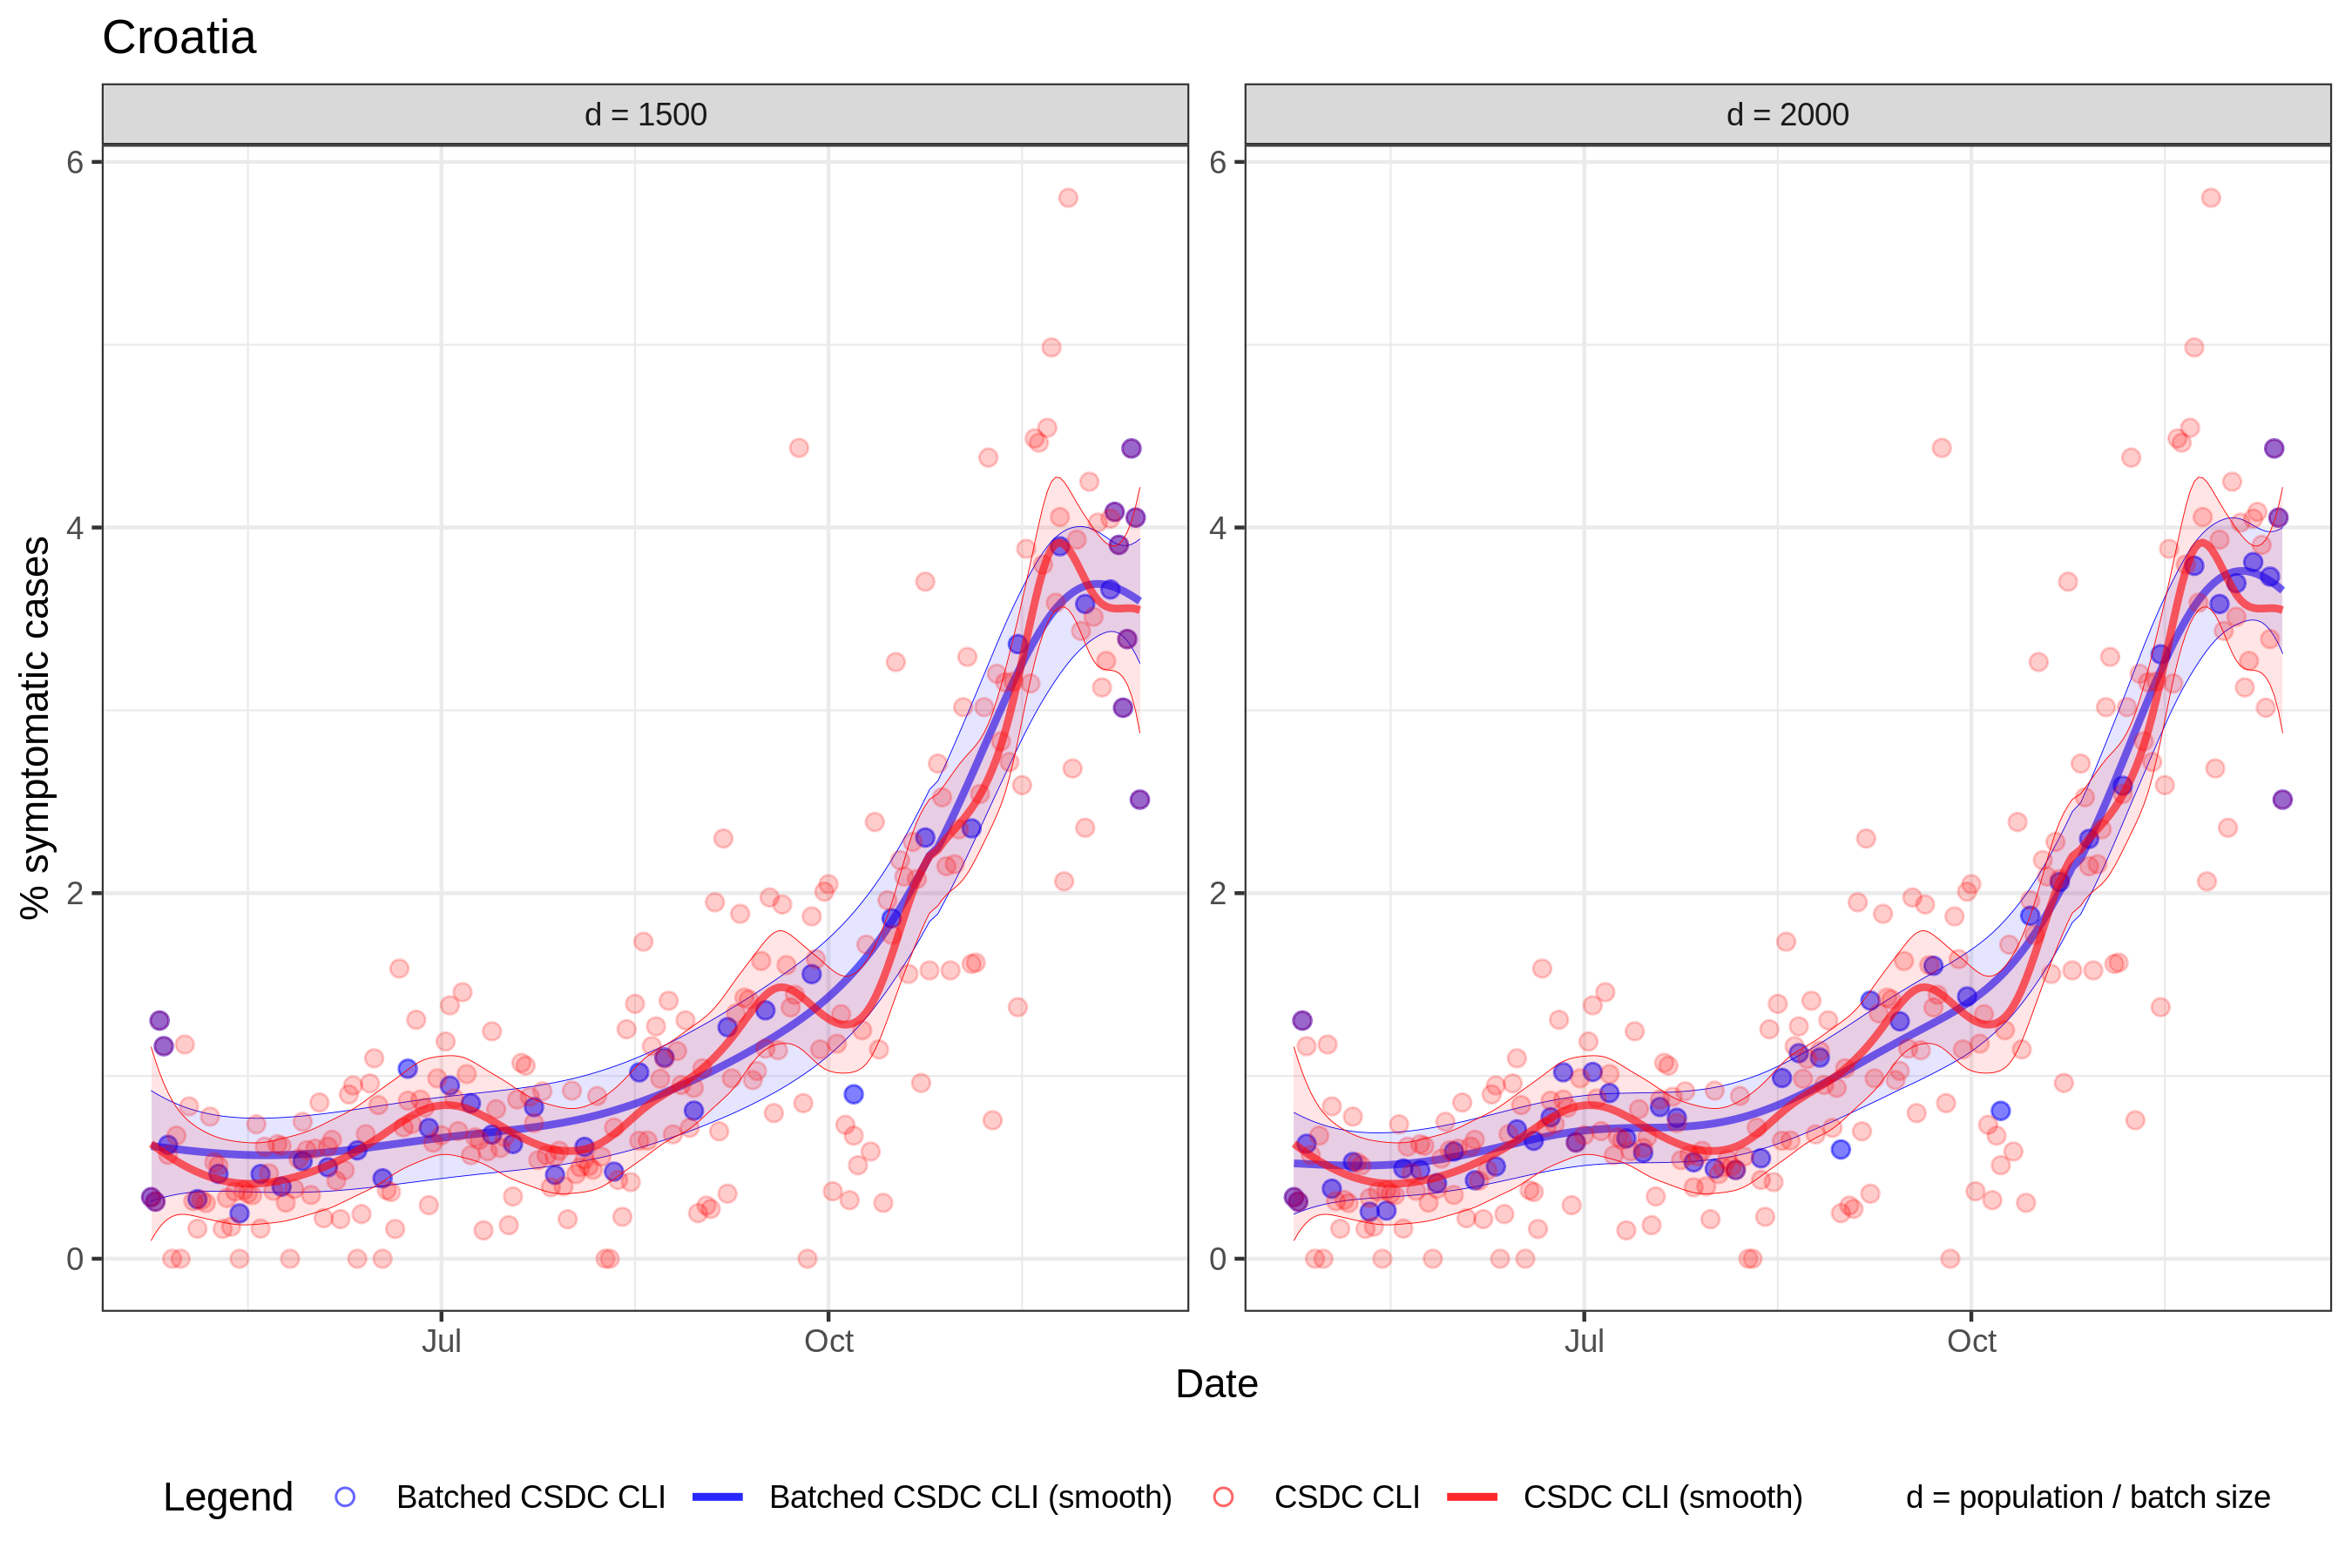 Croatia
d = 1500
d = 2000
% symptomatic cases
6
4
2
0
6
4
2
0
Jul
Oct
Jul
Oct
Date
Legend
Batched CSDC CLI
Batched CSDC CLI (smooth)
CSDC CLI
CSDC CLI (smooth)
d = population / batch size